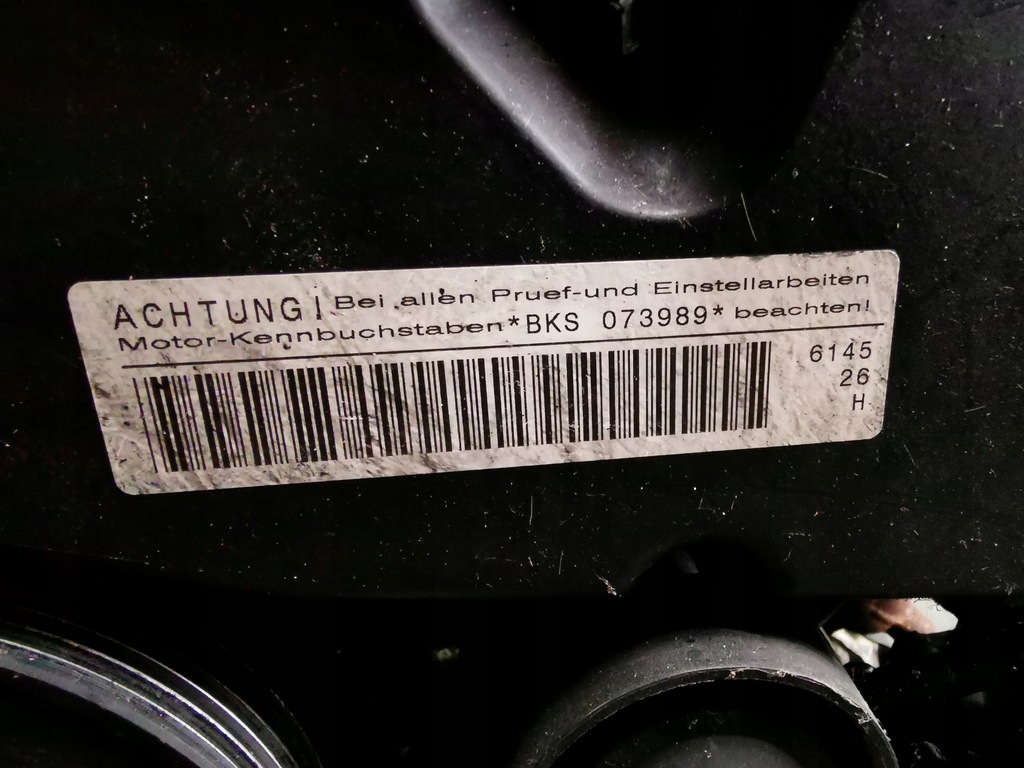 ACHTUNG! Bei allen Pruef-und Einstellarbeiten
Motor-Kennbuchstaben*BKS 073989* beachten!
6145
26
H